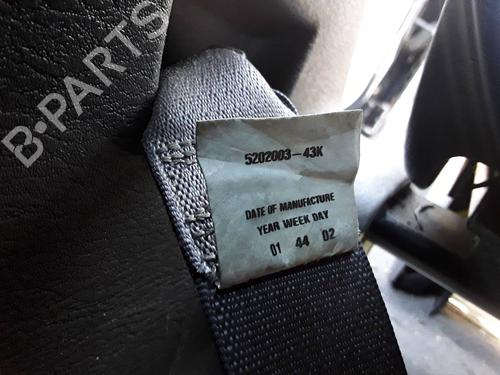 B-PARTS
5202003-43K
DATE OF MANUFACTURE
YEAR WEEK DAY
01 44 02